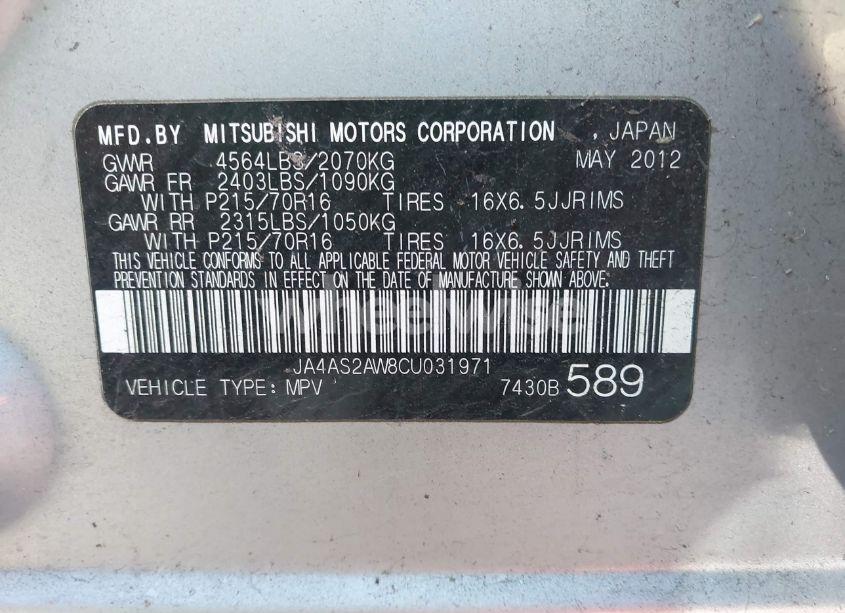 MFD.BY MITSUBISHI MOTORS CORPORATION , JAPAN
GVWR 4564LBS/2070KG MAY 2012
GAWR FR 2403LBS/1090KG
WITH P215/70R16 TIRES 16X6.5JJRIMS
GAWR RR 2315LBS/1050KG
WITH P215/70R16 TIRES 16X6.5JJRIMS
THIS VEHICLE CONFORMS TO ALL APPLICABLE FEDERAL MOTOR VEHICLE SAFETY AND THEFT
PREVENTION STANDARDS IN EFFECT ON THE DATE OF MANUFACTURE SHOWN ABOVE.
WheelWise
JA4AS2AW8CU031971
VEHICLE TYPE: MPV 7430B 589